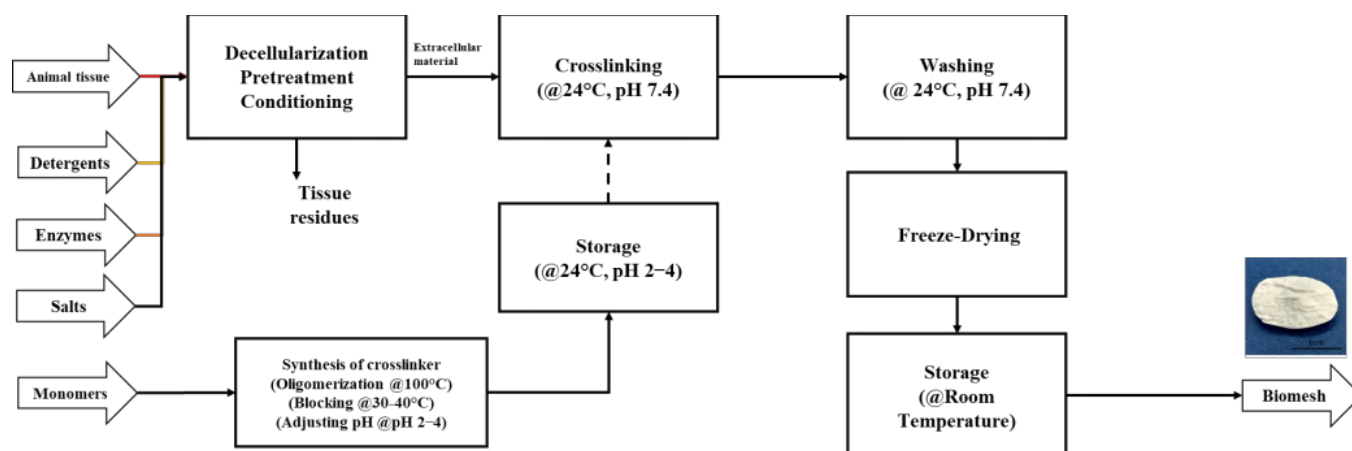 Animal tissue
Detergents
Enzymes
Salts
Monomers
Decellularization
Pretreatment
Conditioning
Tissue
residues
Extracellular
material
Crosslinking
(@24°C, pH 7.4)
Storage
(@24°C, pH 2−4)
Synthesis of crosslinker
(Oligomerization @100°C)
(Blocking @30-40°C)
(Adjusting pH @pH 2−4)
Washing
(@ 24°C, pH 7.4)
Freeze-Drying
Storage
(@Room
Temperature)
Biomesh